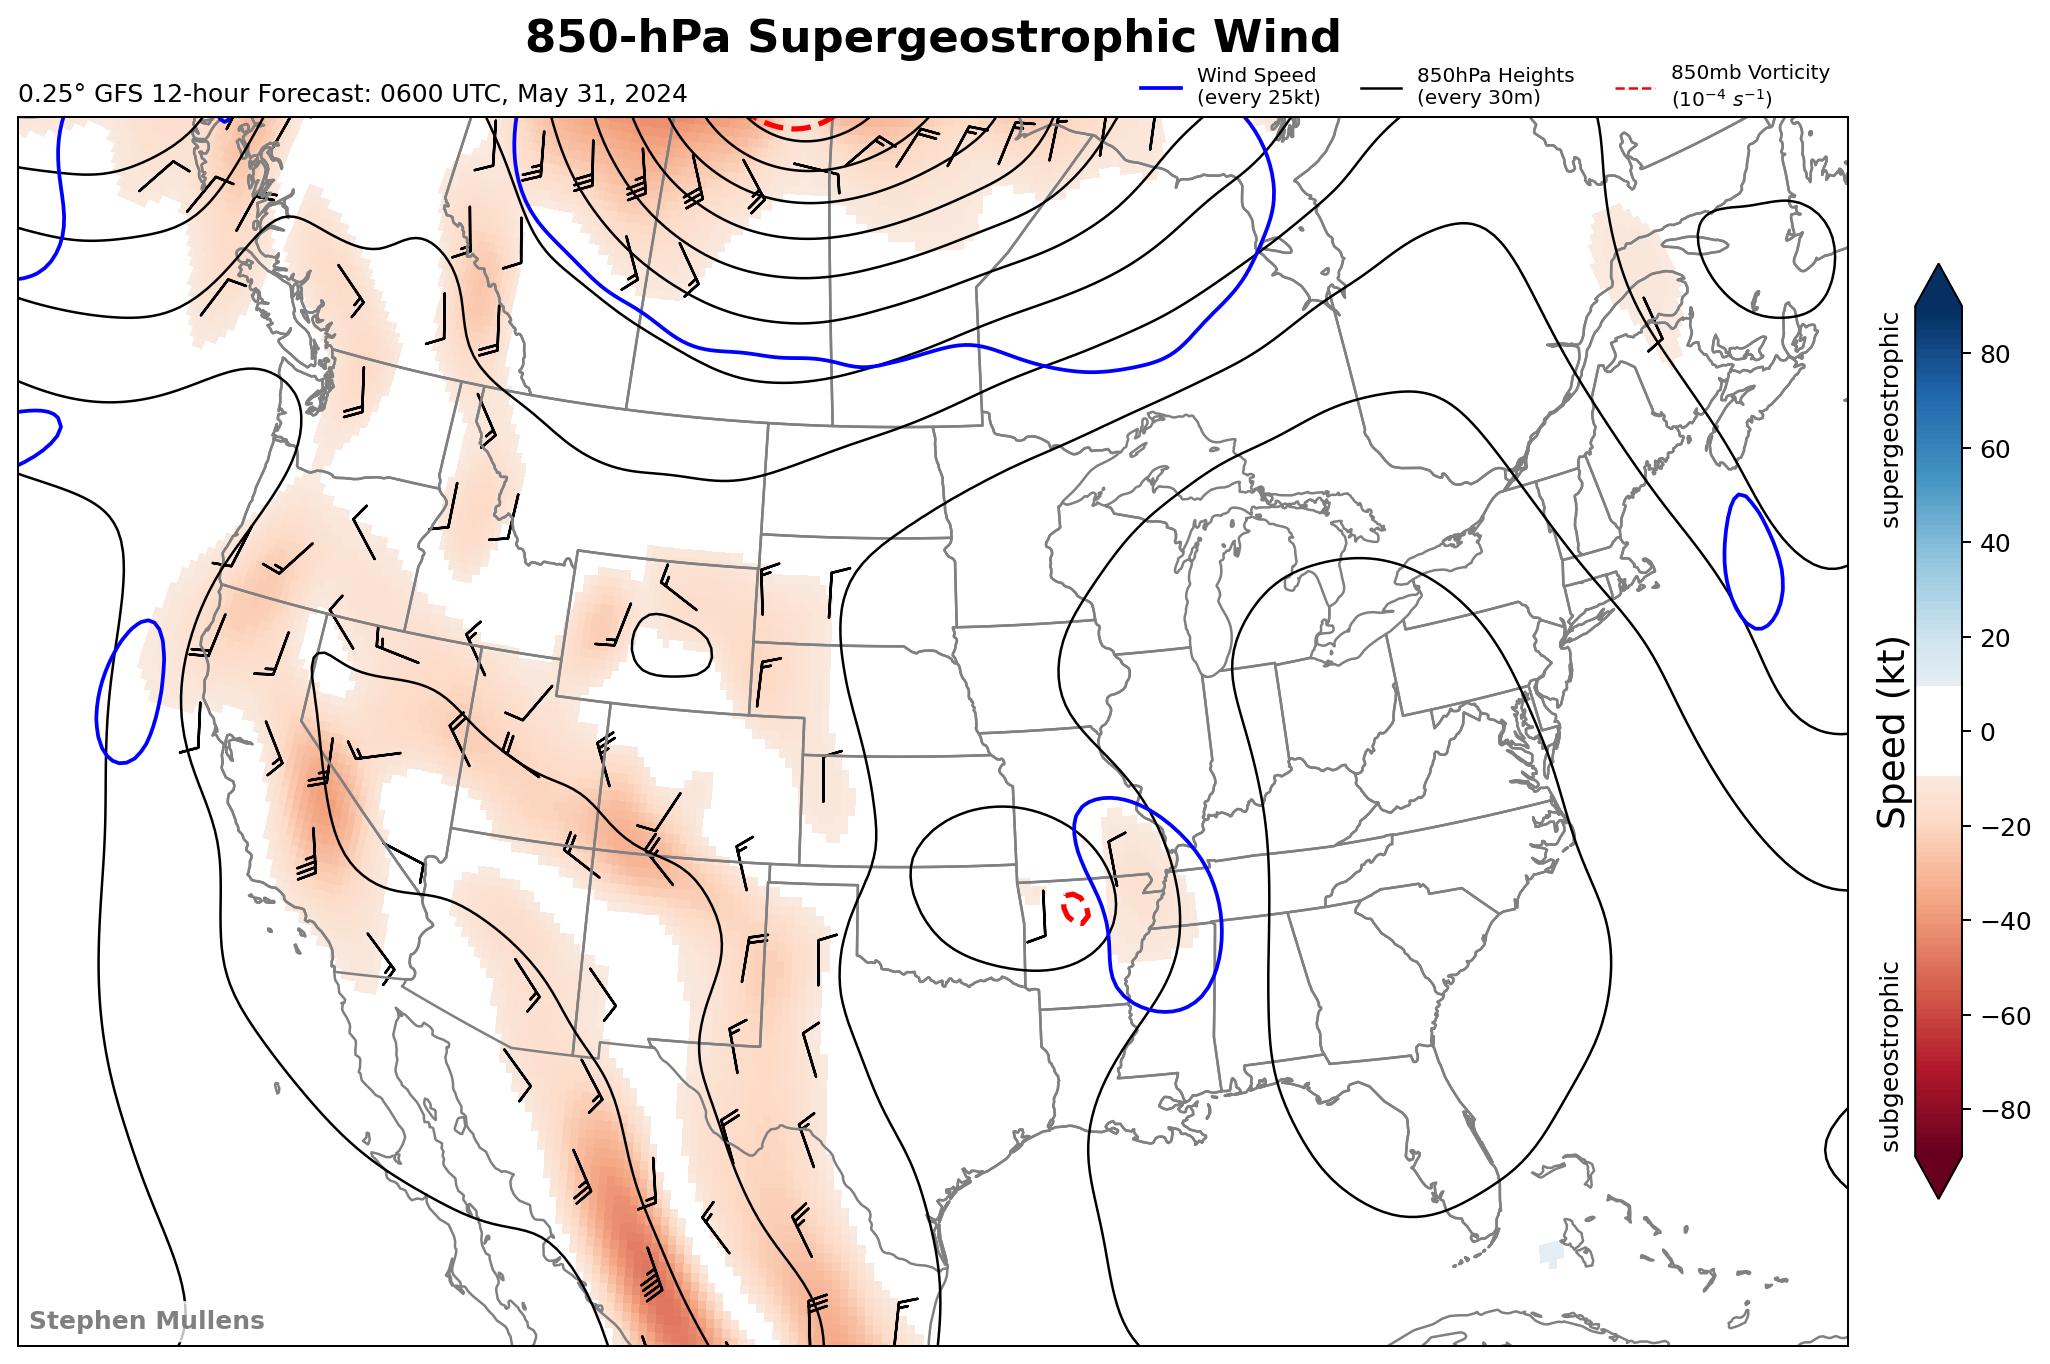 850-hPa Supergeostrophic Wind
0.25° GFS 12-hour Forecast: 0600 UTC, May 31, 2024
Wind Speed
(every 25kt)
850hPa Heights
(every 30m)
850mb Vorticity
(10⁻⁴ s⁻¹)
supergeostrophic
Speed (kt)
subgeostrophic
80
60
40
20
0
−20
−40
−60
−80
Stephen Mullens